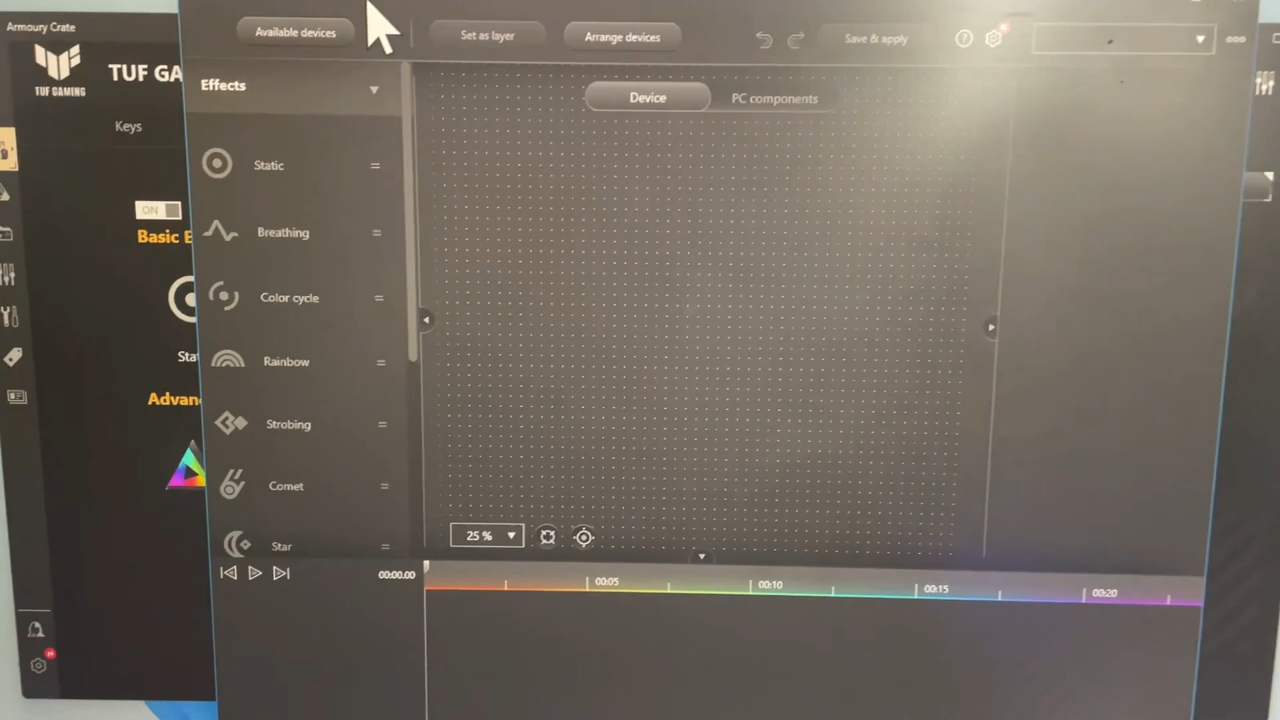 Armoury Crate
TUF GAMING
TUF GA
Keys
ON
Basic E
Sta
Advan
Available devices
Set as layer
Arrange devices
Save & apply
Effects
Device
PC components
Static
Breathing
Color cycle
Rainbow
Strobing
Comet
Star
25 %
00:00.00
00:05
00:10
00:15
00:20